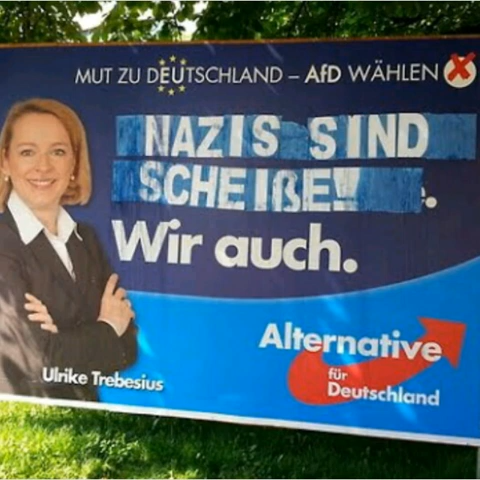 MUT ZU DEUTSCHLAND – AfD WÄHLEN
NAZIS SIND
SCHEIßE!.
Wir auch.
Alternative
für
Deutschland
Ulrike Trebesius